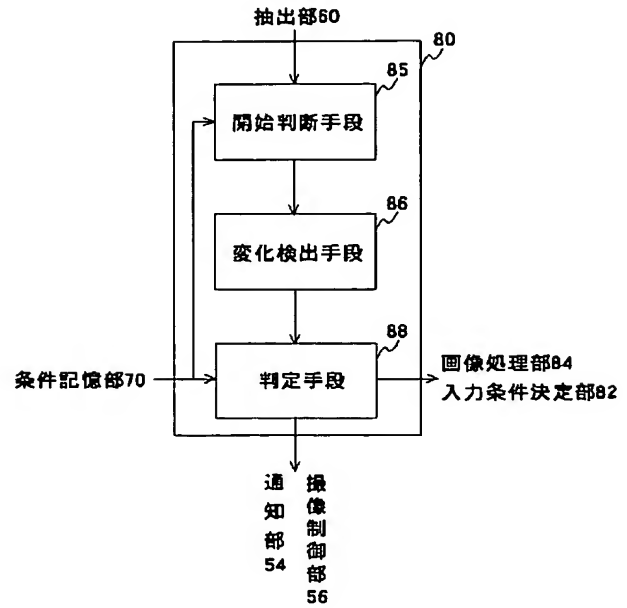 抽出部60
80
85
開始判断手段
86
変化検出手段
88
条件記憶部70
判定手段
画像処理部84
入力条件決定部82
通知部54
撮像制御部56